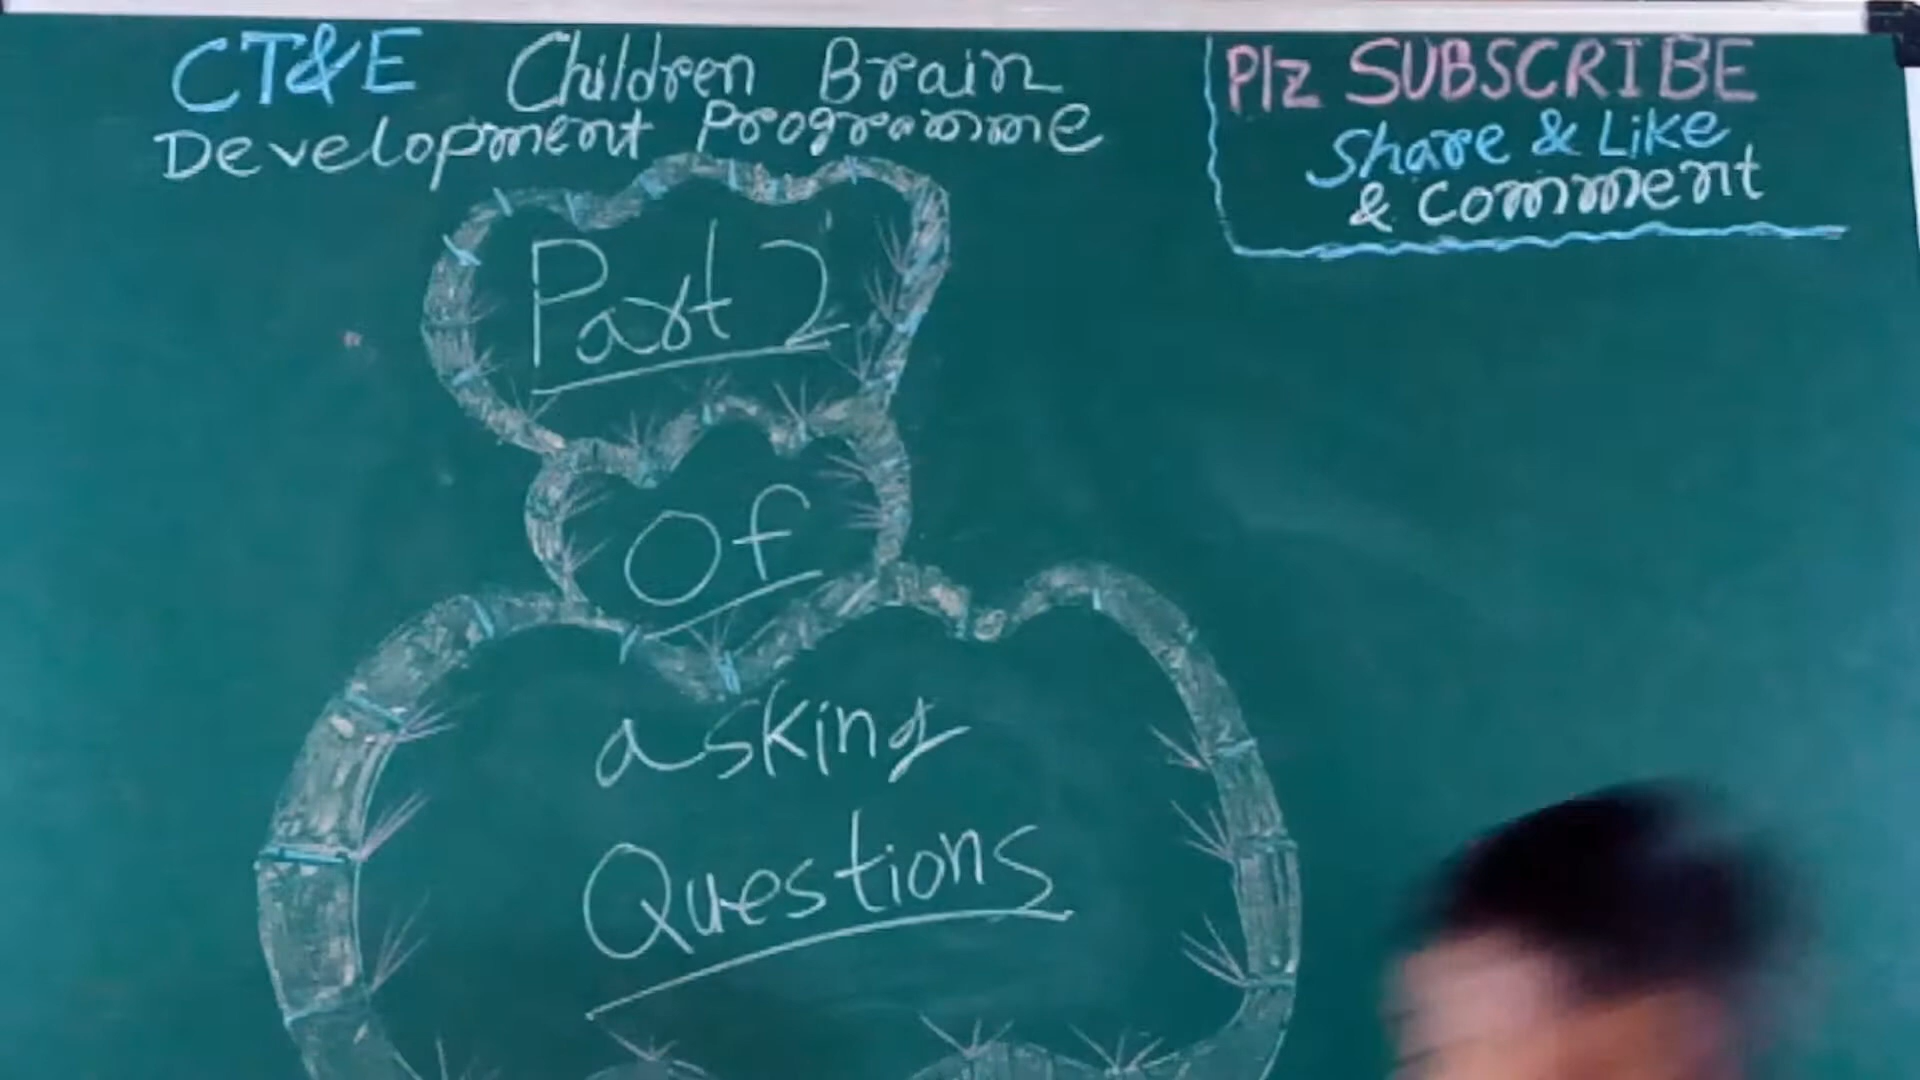 CT&E Children Brain
Development Programme
Plz SUBSCRIBE
Share & Like
& Comment
Part 2
Of
asking
Questions